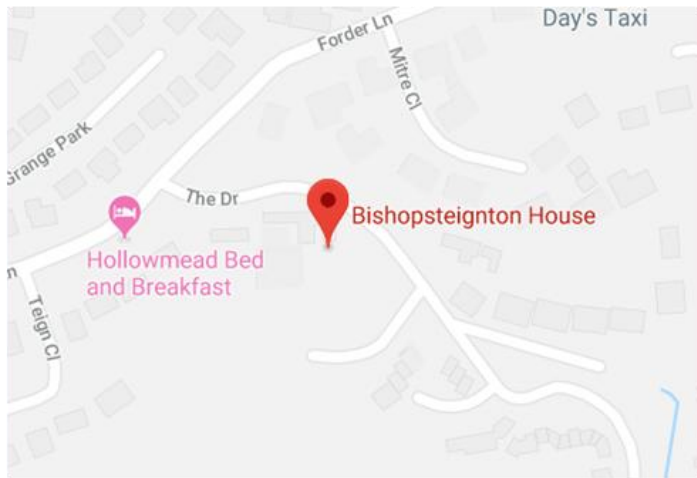 Day's Taxi
Forder Ln
Mitre Cl
Grange Park
The Dr
Bishopsteignton House
Hollowmead Bed
and Breakfast
n
Teign Cl